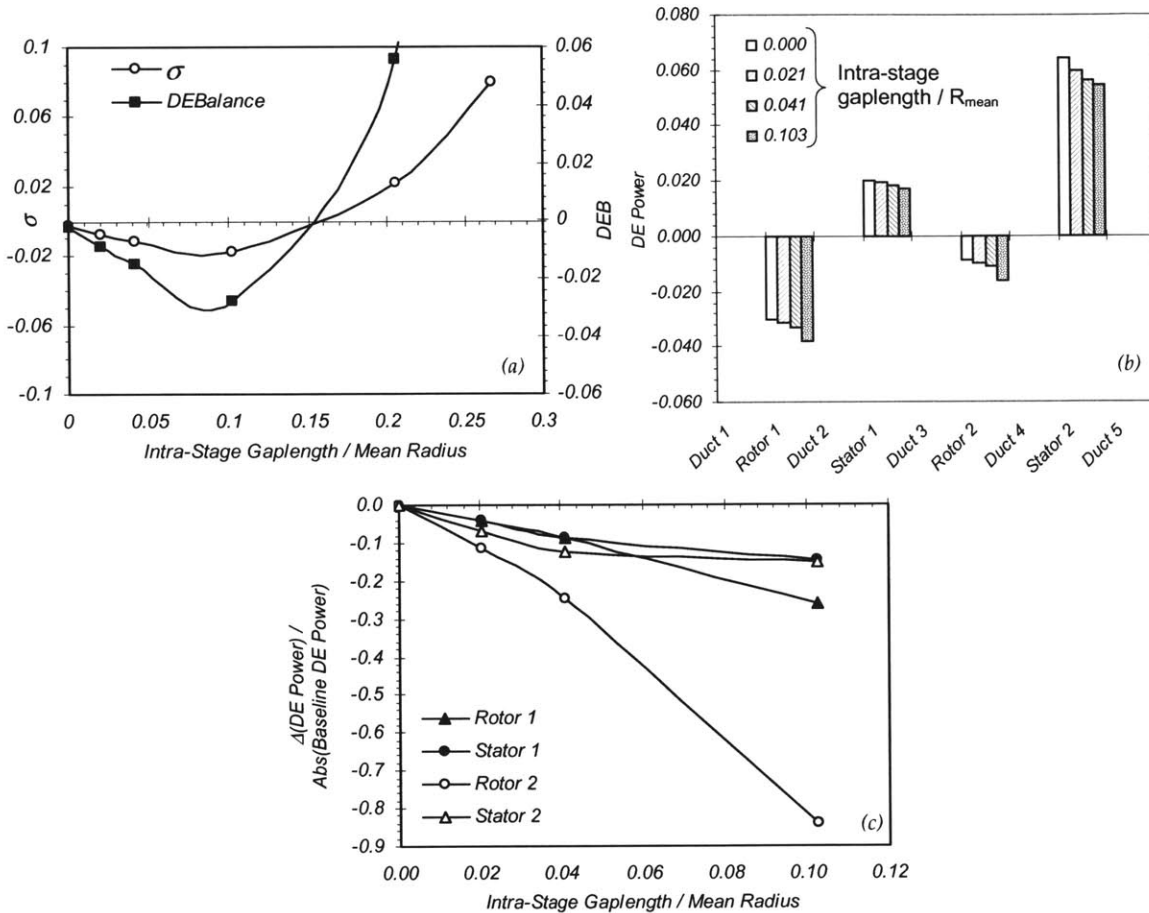 0.1
0.06
σ
DEBalance
0.04
0.06
0.02
0.02
0
-0.02
-0.02
-0.06
-0.04
-0.1
-0.06
σ
DEB
0
0.05
0.1
0.15
0.2
0.25
0.3
Intra-Stage Gaplength / Mean Radius
(a)
0.080
0.060
0.040
0.020
0.000
-0.020
-0.040
-0.060
DE Power
0.000
0.021
0.041
0.103
Intra-stage
gaplength / Rmean
(b)
Duct 1
Rotor 1
Duct 2
Stator 1
Duct 3
Rotor 2
Duct 4
Stator 2
Duct 5
0.0
-0.1
-0.2
-0.3
-0.4
-0.5
-0.6
-0.7
-0.8
-0.9
Δ(DE Power) /
Abs(Baseline DE Power)
Rotor 1
Stator 1
Rotor 2
Stator 2
(c)
0.00
0.02
0.04
0.06
0.08
0.10
0.12
Intra-Stage Gaplength / Mean Radius